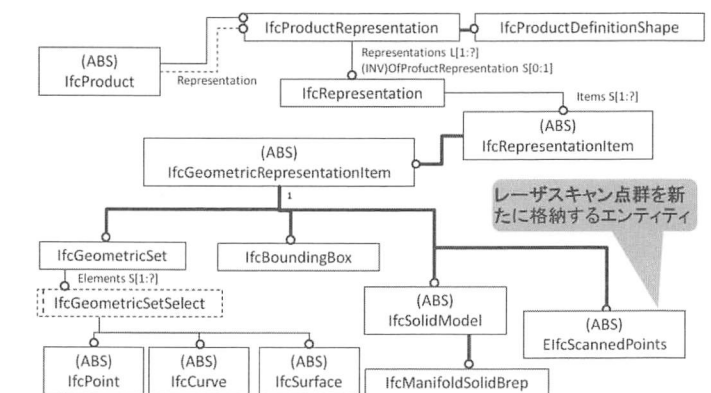 IfcProductRepresentation
IfcProductDefinitionShape
(ABS)
IfcProduct
Representation
Representations L[1:?]
(INV)OfProfuctRepresentation S[0:1]
IfcRepresentation
Items S[1:?]
(ABS)
IfcRepresentationItem
(ABS)
IfcGeometricRepresentationItem
1
レーザスキャン点群を新
たに格納するエンティティ
IfcGeometricSet
IfcBoundingBox
Elements S[1:?]
IfcGeometricSetSelect
(ABS)
IfcSolidModel
(ABS)
EIfcScannedPoints
(ABS)
IfcPoint
(ABS)
IfcCurve
(ABS)
IfcSurface
IfcManifoldSolidBrep